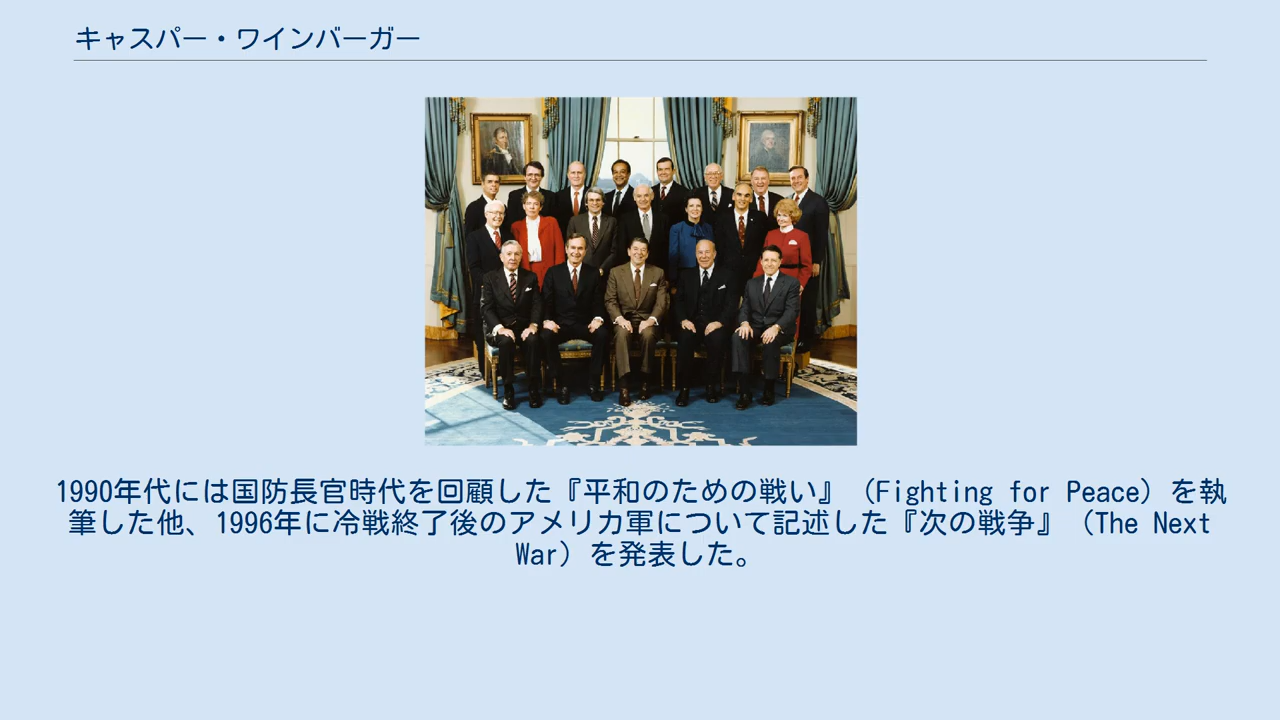 キャスパー・ワインバーガー
1990年代には国防長官時代を回顧した『平和のための戦い』（Fighting for Peace）を執
筆した他、1996年に冷戦終了後のアメリカ軍について記述した『次の戦争』（The Next
War）を発表した。